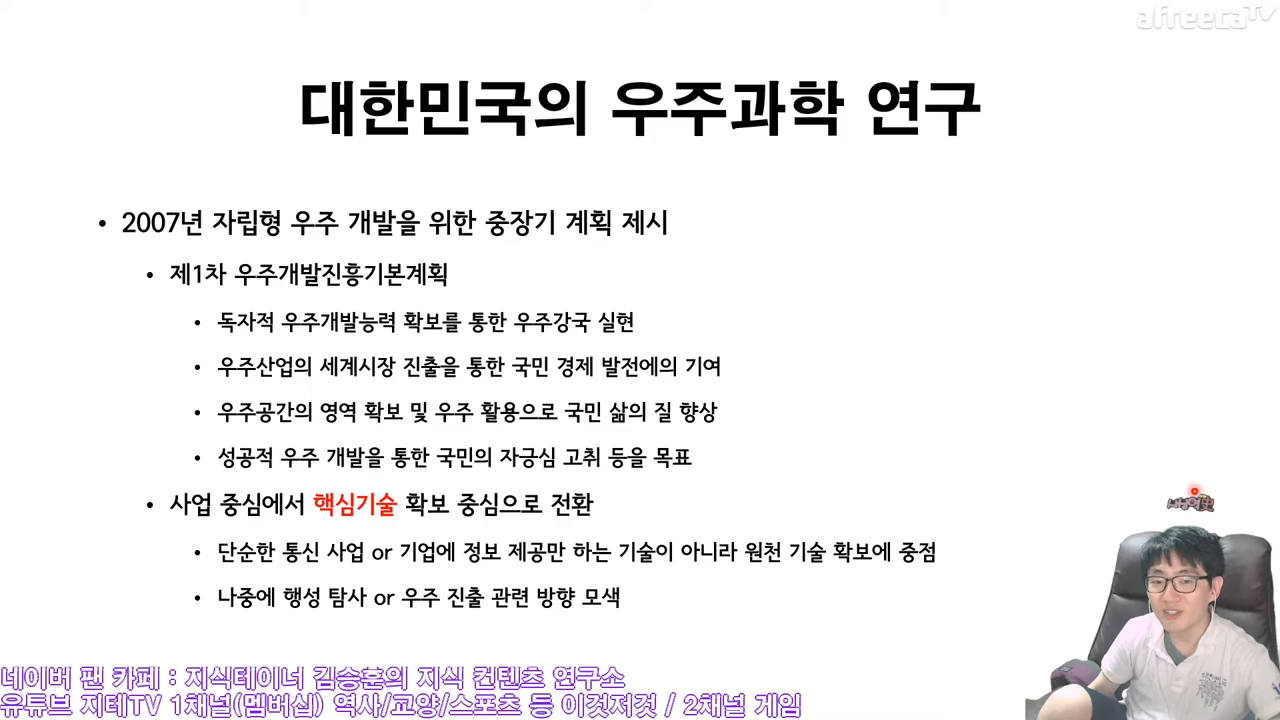 afreecaTV
대한민국의 우주과학 연구
• 2007년 자립형 우주 개발을 위한 중장기 계획 제시
• 제1차 우주개발진흥기본계획
• 독자적 우주개발능력 확보를 통한 우주강국 실현
• 우주산업의 세계시장 진출을 통한 국민 경제 발전에의 기여
• 우주공간의 영역 확보 및 우주 활용으로 국민 삶의 질 향상
• 성공적 우주 개발을 통한 국민의 자긍심 고취 등을 목표
• 사업 중심에서 핵심기술 확보 중심으로 전환
• 단순한 통신 사업 or 기업에 정보 제공만 하는 기술이 아니라 원천 기술 확보에 중점
• 나중에 행성 탐사 or 우주 진출 관련 방향 모색
네이버 팬 카페 : 지식테이너 김승훈의 지식 컨텐츠 연구소
유튜브 지테TV 1채널(멤버십) 역사/교양/스포츠 등 이것저것 / 2채널 게임